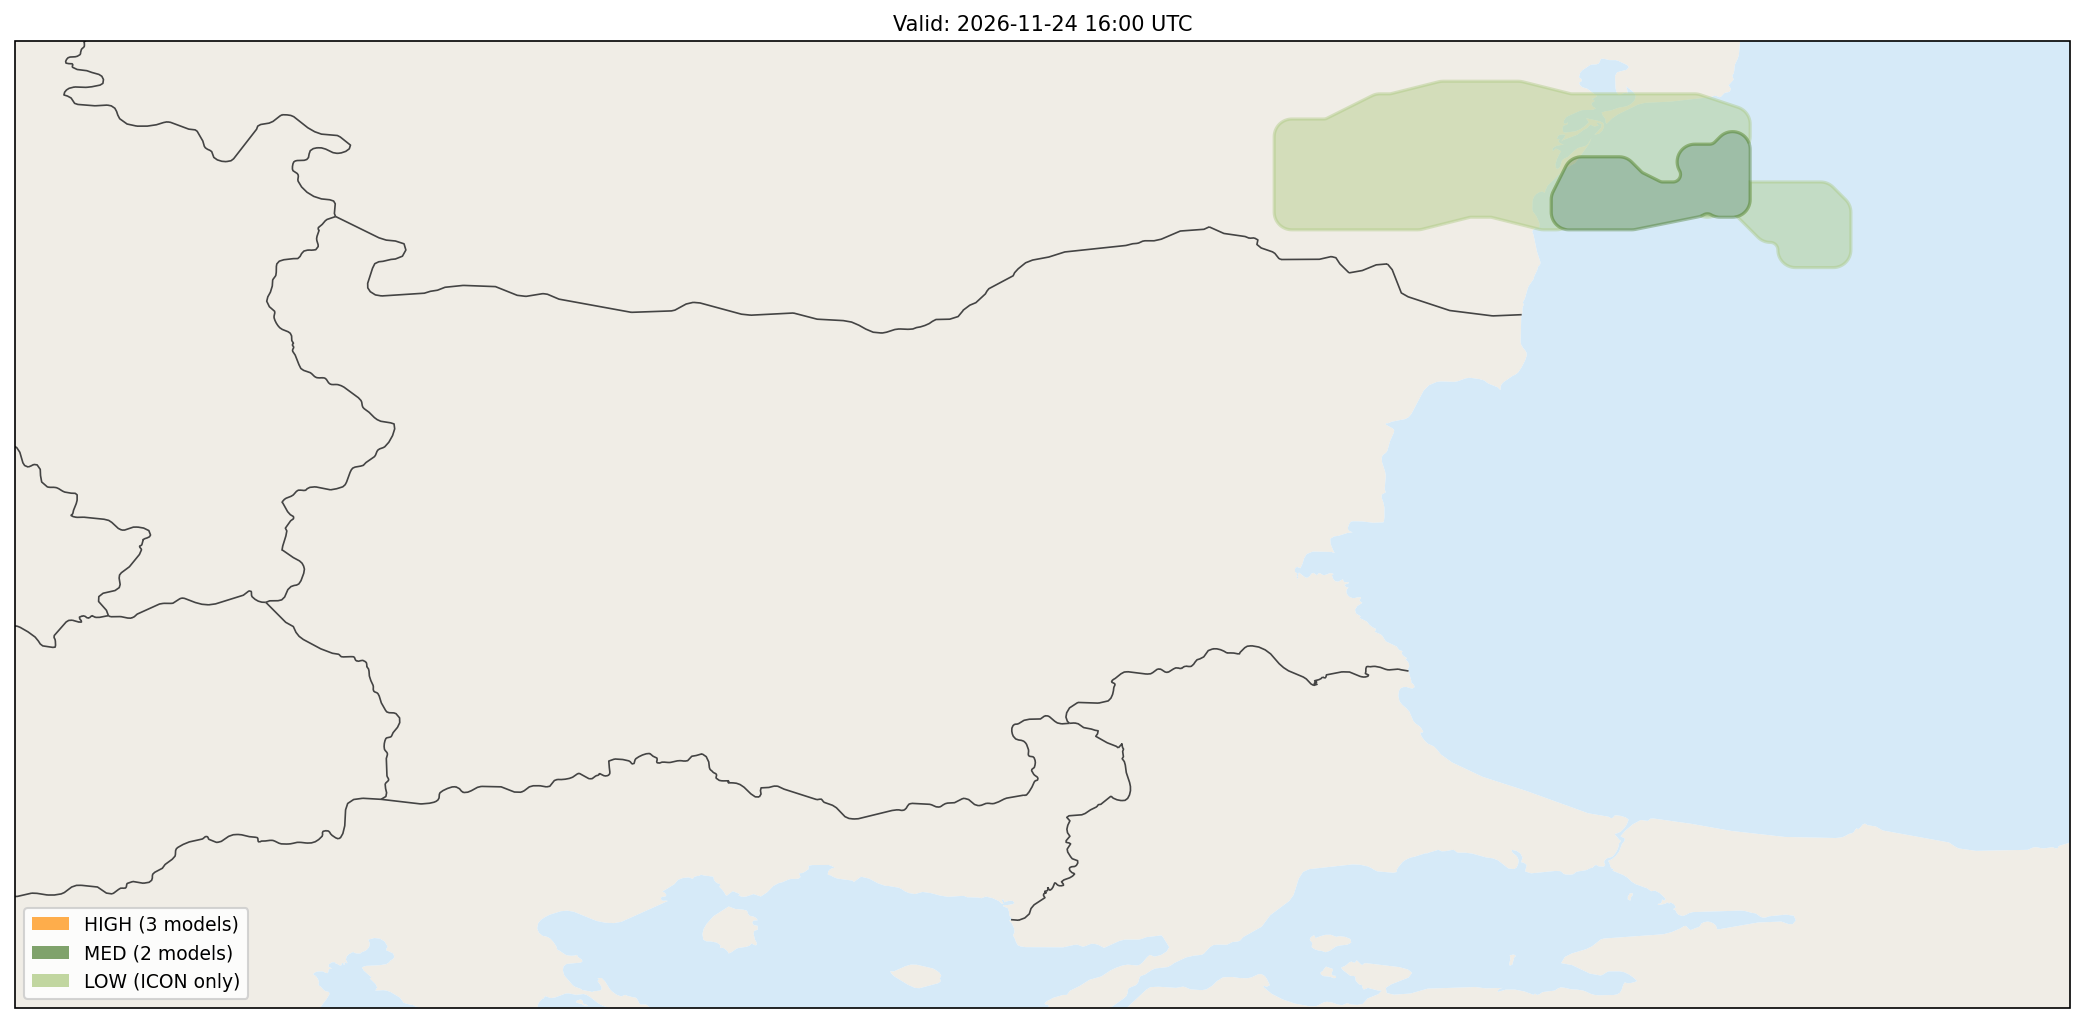 Valid: 2026-11-24 16:00 UTC
HIGH (3 models)
MED (2 models)
LOW (ICON only)